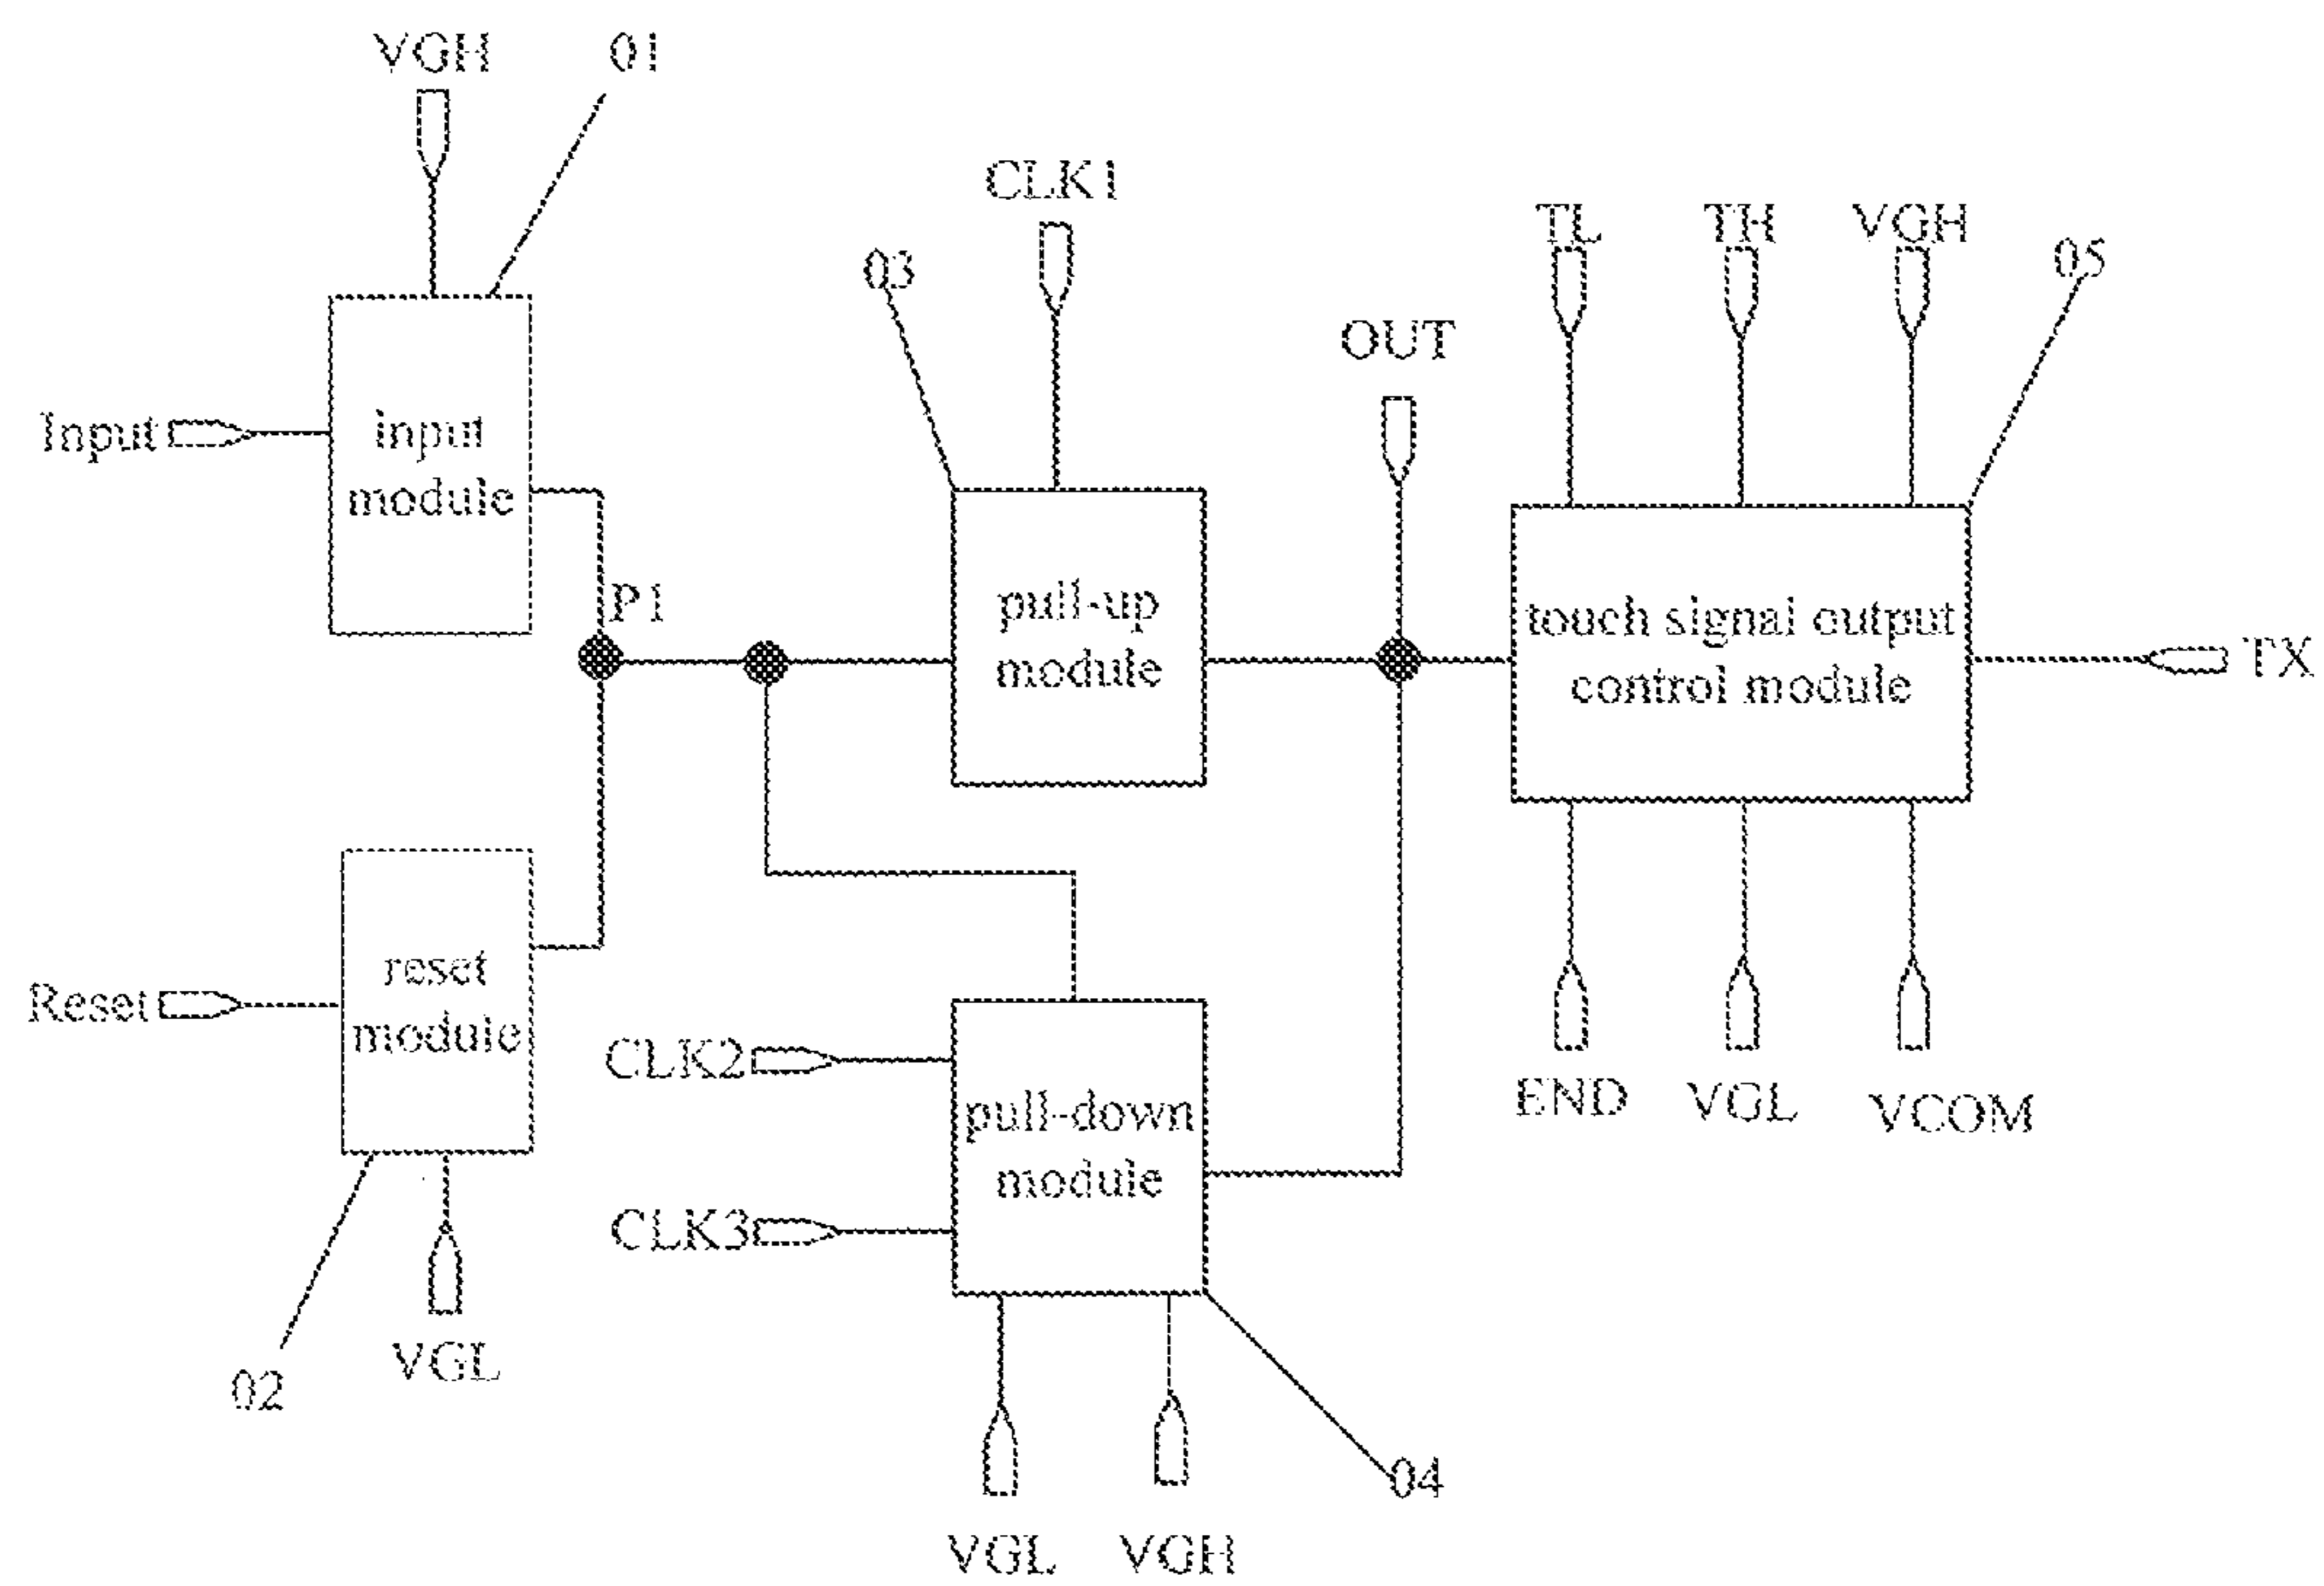 VGH
01
CLK1
TL
TH
VGH
03
05
OUT
Input
input
module
P1
pull-up
module
touch signal output
control module
TX
reset
module
Reset
CLK2
pull-down
module
END
VGL
VCOM
CLK3
VGL
02
04
VGL
VGH